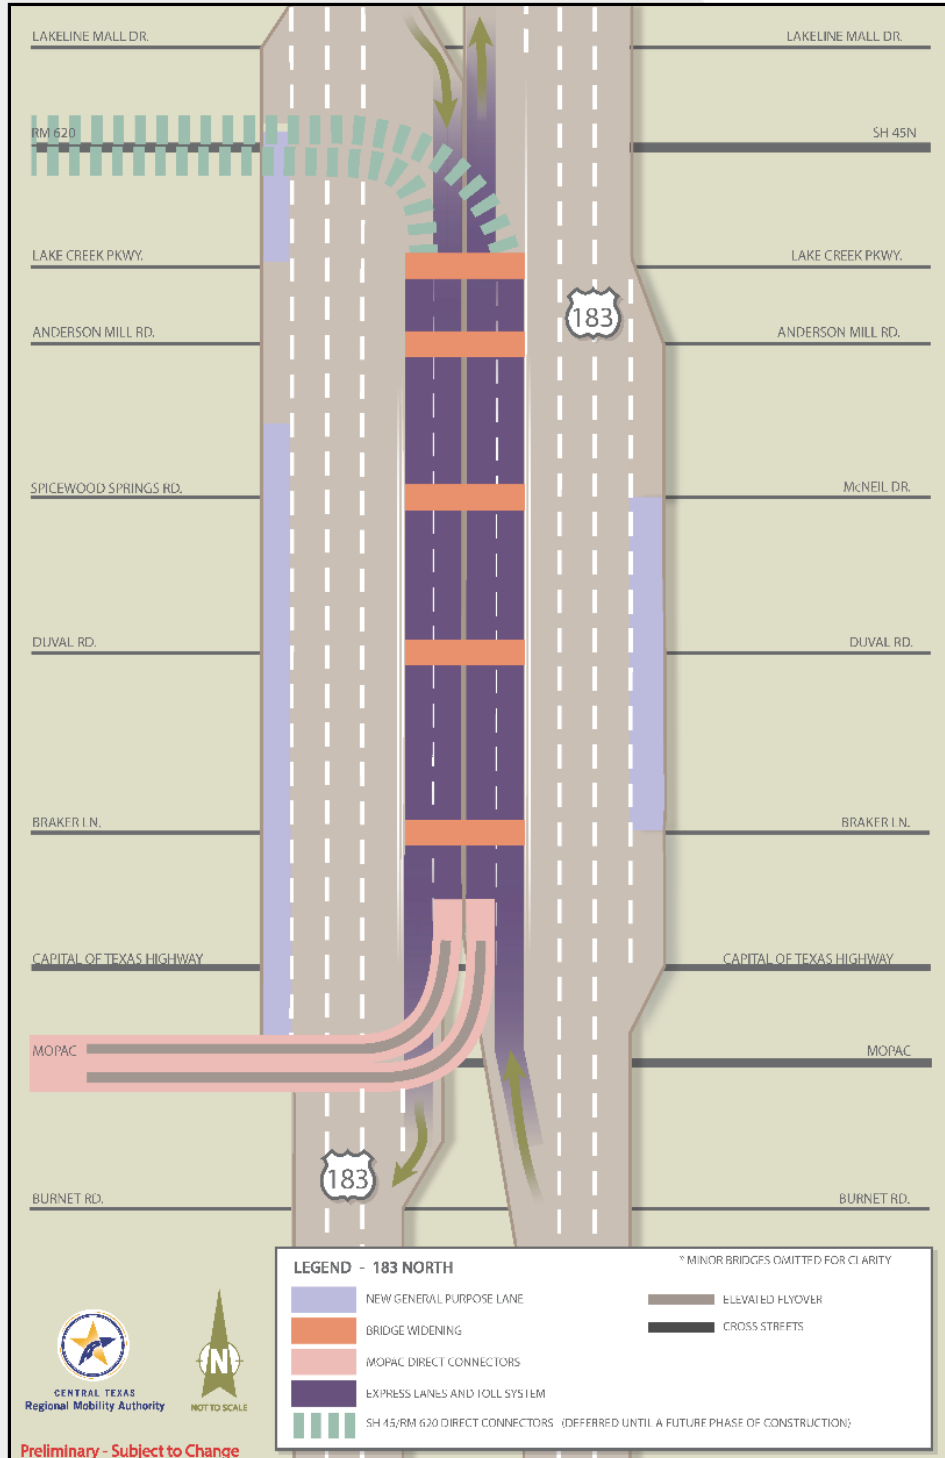 LAKELINE MALL DR.
LAKELINE MALL DR.
RM 620
SH 45N
LAKE CREEK PKWY.
LAKE CREEK PKWY.
183
ANDERSON MILL RD.
ANDERSON MILL RD.
SPICEWOOD SPRINGS RD.
McNEIL DR.
DUVAL RD.
DUVAL RD.
BRAKER LN.
BRAKER LN.
CAPITAL OF TEXAS HIGHWAY
CAPITAL OF TEXAS HIGHWAY
MOPAC
MOPAC
183
BURNET RD.
BURNET RD.
LEGEND - 183 NORTH
* MINOR BRIDGES OMITTED FOR CLARITY
NEW GENERAL PURPOSE LANE
ELEVATED FLYOVER
BRIDGE WIDENING
CROSS STREETS
MOPAC DIRECT CONNECTORS
EXPRESS LANES AND TOLL SYSTEM
SH 45/RM 620 DIRECT CONNECTORS (DEFERRED UNTIL A FUTURE PHASE OF CONSTRUCTION)
N
NOT TO SCALE
CENTRAL TEXAS
Regional Mobility Authority
Preliminary - Subject to Change